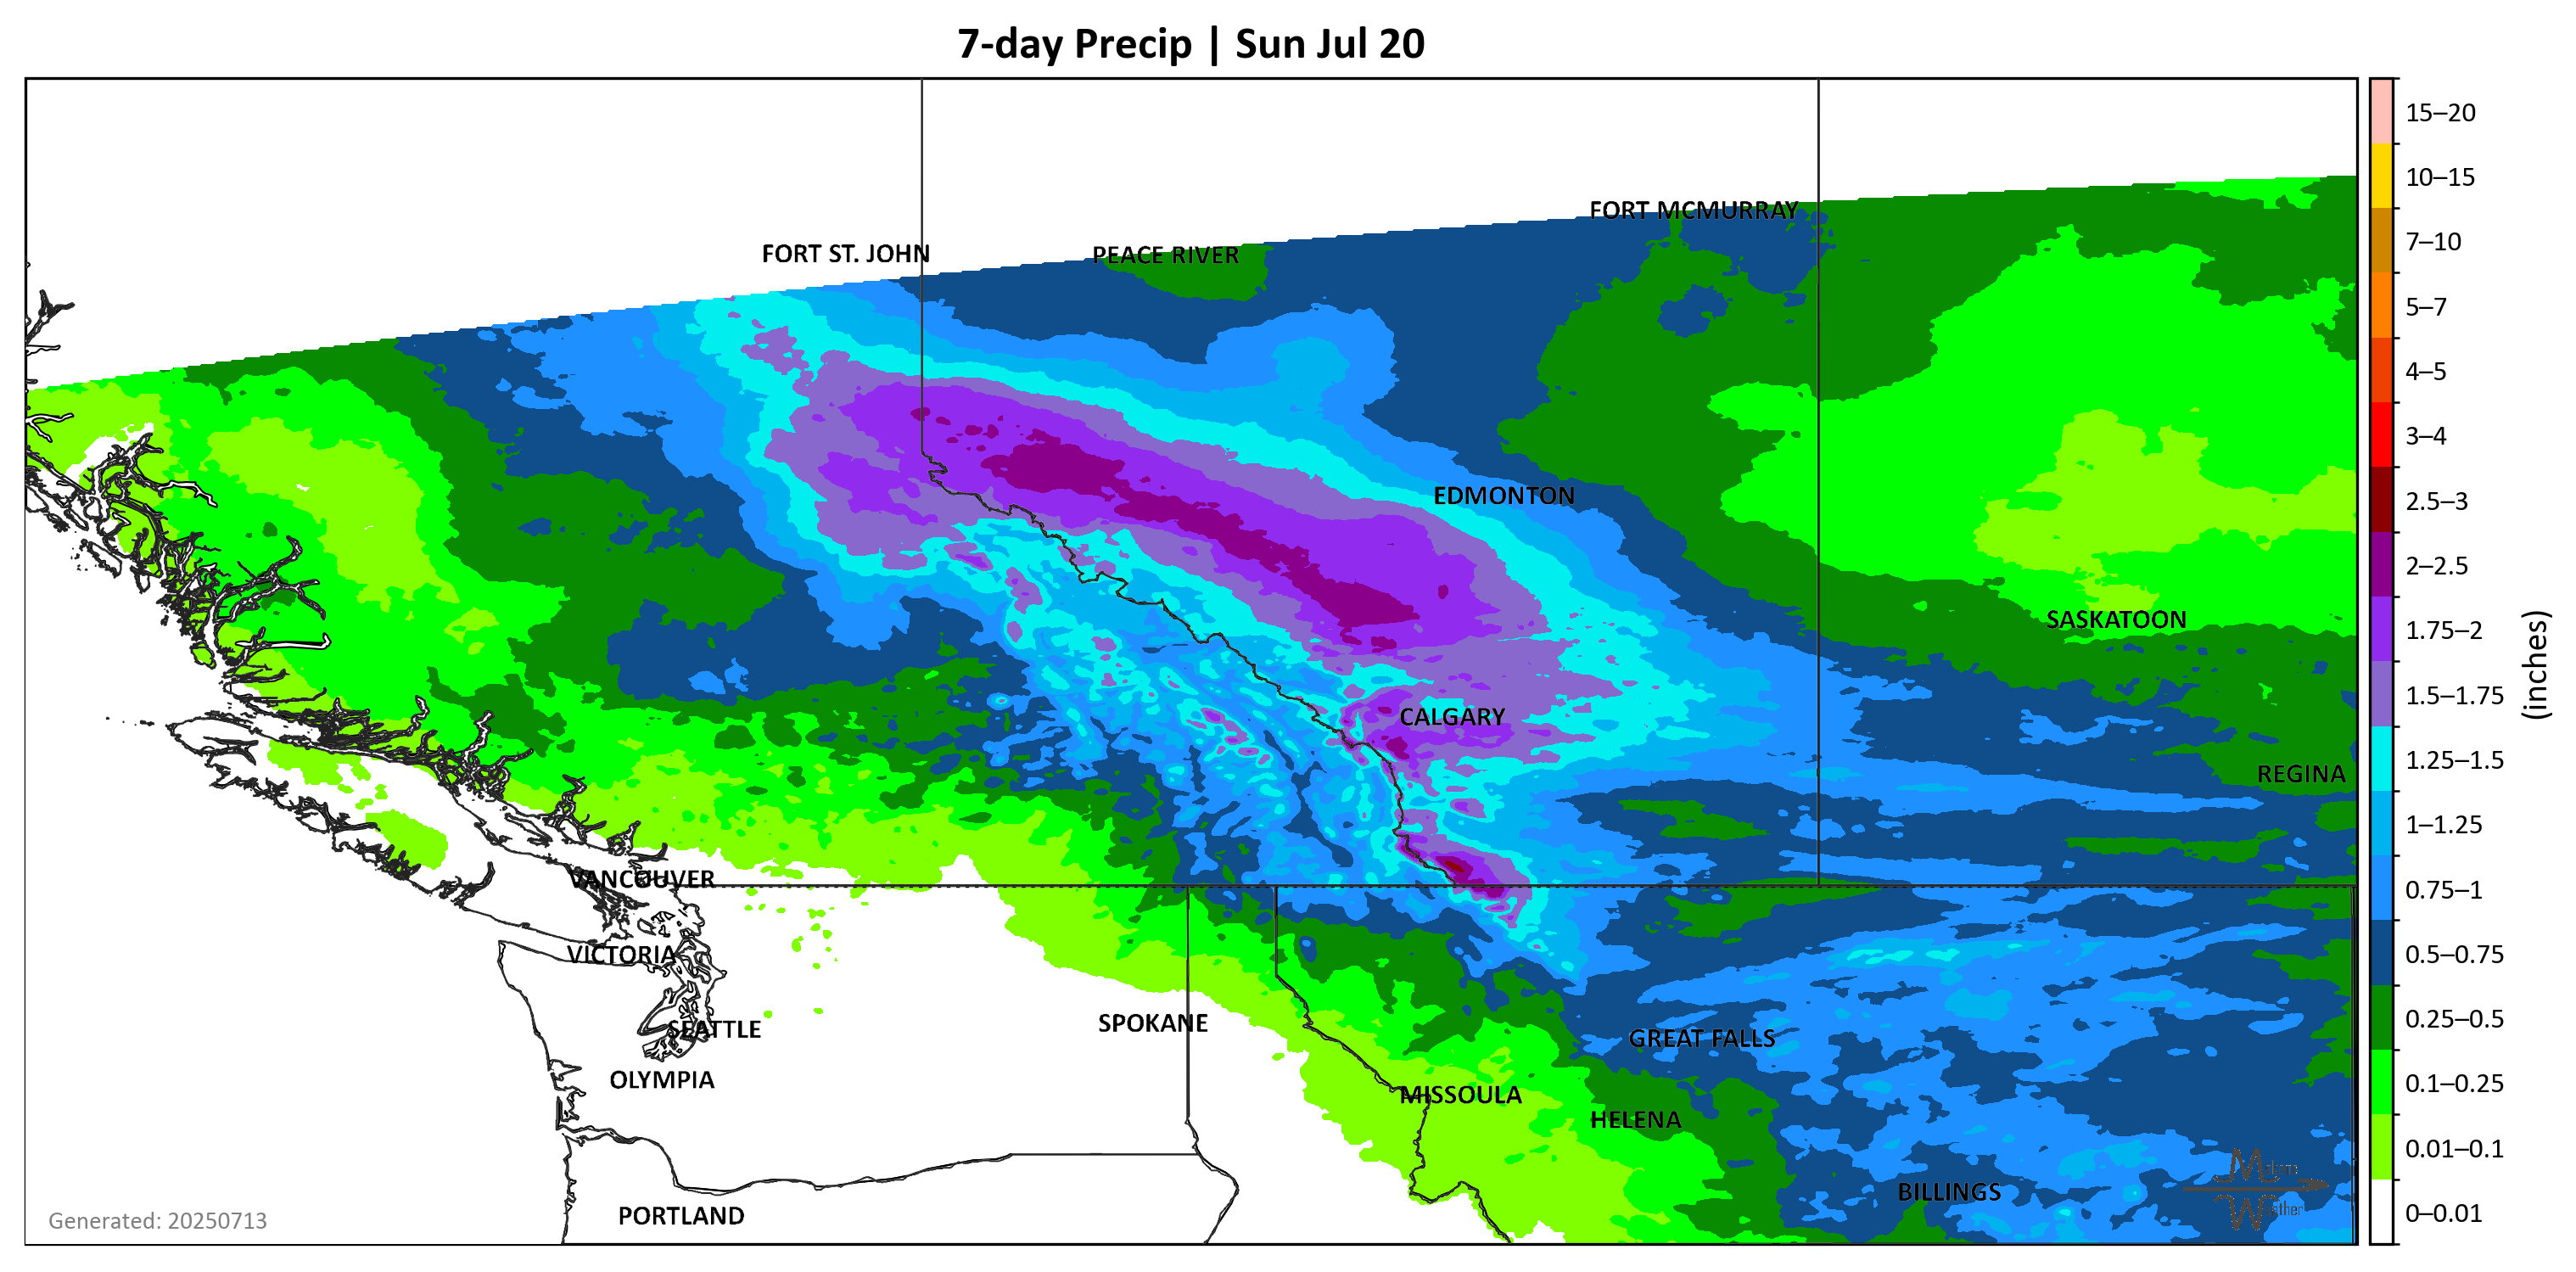 7-day Precip | Sun Jul 20
15–20
10–15
7–10
5–7
4–5
3–4
2.5–3
2–2.5
1.75–2
1.5–1.75
1.25–1.5
1–1.25
0.75–1
0.5–0.75
0.25–0.5
0.1–0.25
0.01–0.1
0–0.01
(inches)
FORT MCMURRAY
FORT ST. JOHN
PEACE RIVER
EDMONTON
SASKATOON
CALGARY
REGINA
VANCOUVER
VICTORIA
SPOKANE
SEATTLE
GREAT FALLS
OLYMPIA
MISSOULA
HELENA
BILLINGS
PORTLAND
Generated: 20250713